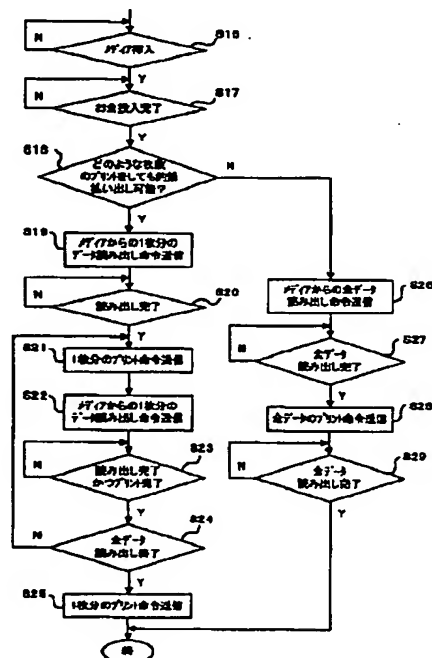 N
メディア挿入
S16
Y
N
お金投入完了
S17
Y
S18
どのような枚数
のプリントをしても
払い出し可能?
N
Y
S19
メディアからの1枚分の
データ読み出し命令送信
N
読み出し完了
S20
Y
S21
1枚分のプリント命令送信
S22
メディアからの1枚分の
データ読み出し命令送信
N
読み出し完了
かつプリント完了
S23
Y
N
全データ
読み出し終了
S24
Y
S25
1枚分のプリント命令送信
メディアからの全データ
読み出し命令送信
S26
N
全データ
読み出し完了
S27
Y
全データのプリント命令送信
S28
N
全データ
読み出し完了
S29
Y